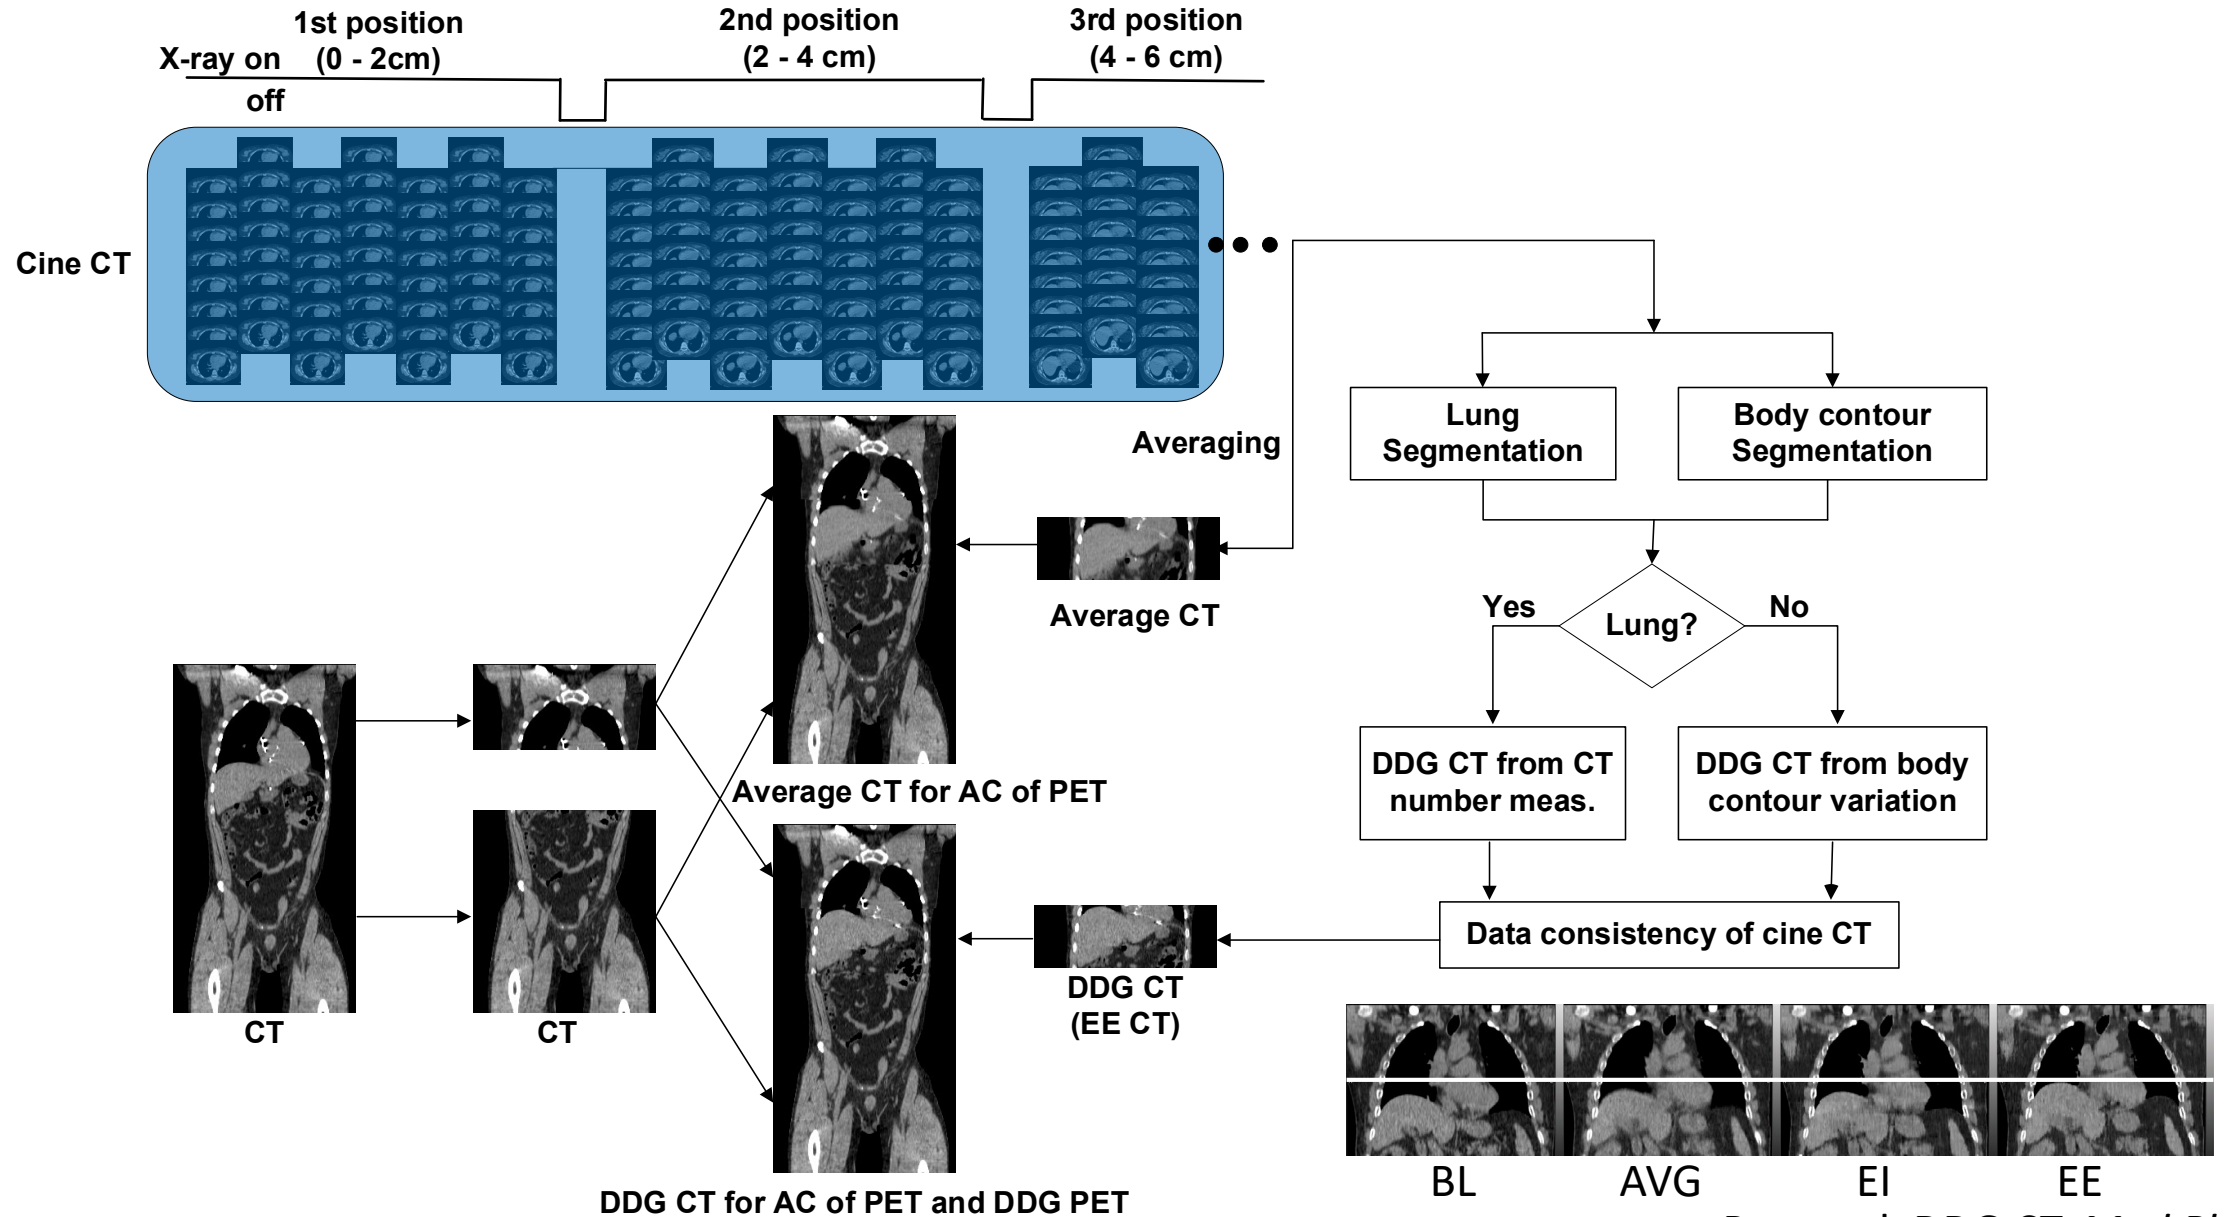 1st position
(0 - 2cm)
2nd position
(2 - 4 cm)
3rd position
(4 - 6 cm)
X-ray on
off
Cine CT
Averaging
Lung
Segmentation
Body contour
Segmentation
Average CT
Yes
Lung?
No
DDG CT from CT
number meas.
DDG CT from body
contour variation
Average CT for AC of PET
Data consistency of cine CT
DDG CT
(EE CT)
CT
CT
BL
AVG
EI
EE
DDG CT for AC of PET and DDG PET